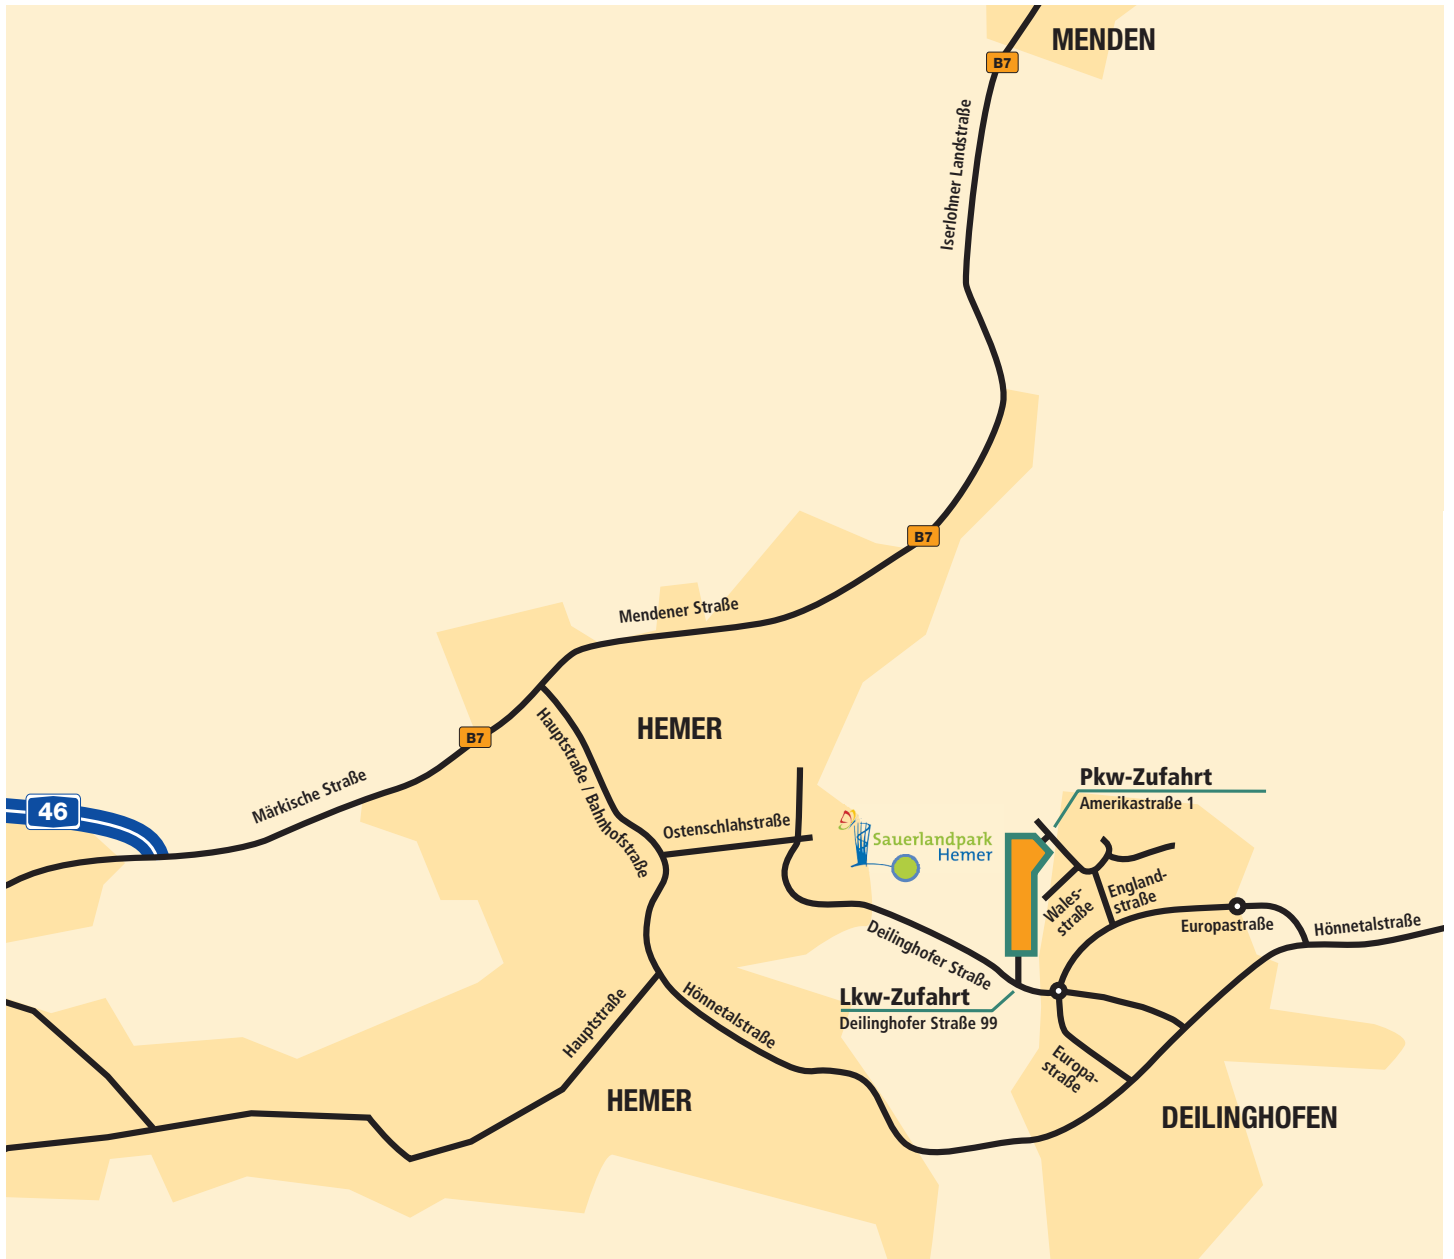 MENDEN
B7
Iserlohner Landstraße
B7
Mendener Straße
HEMER
Hauptstraße / Bahnhofstraße
B7
Märkische Straße
46
Ostenschlahstraße
Sauerlandpark
Hemer
Pkw-Zufahrt
Amerikastraße 1
Wales-
straße
England-
straße
Europastraße
Hönnetalstraße
Deilinghofer Straße
Lkw-Zufahrt
Deilinghofer Straße 99
Hauptstraße
Hönnetalstraße
Europa-
straße
HEMER
DEILINGHOFEN